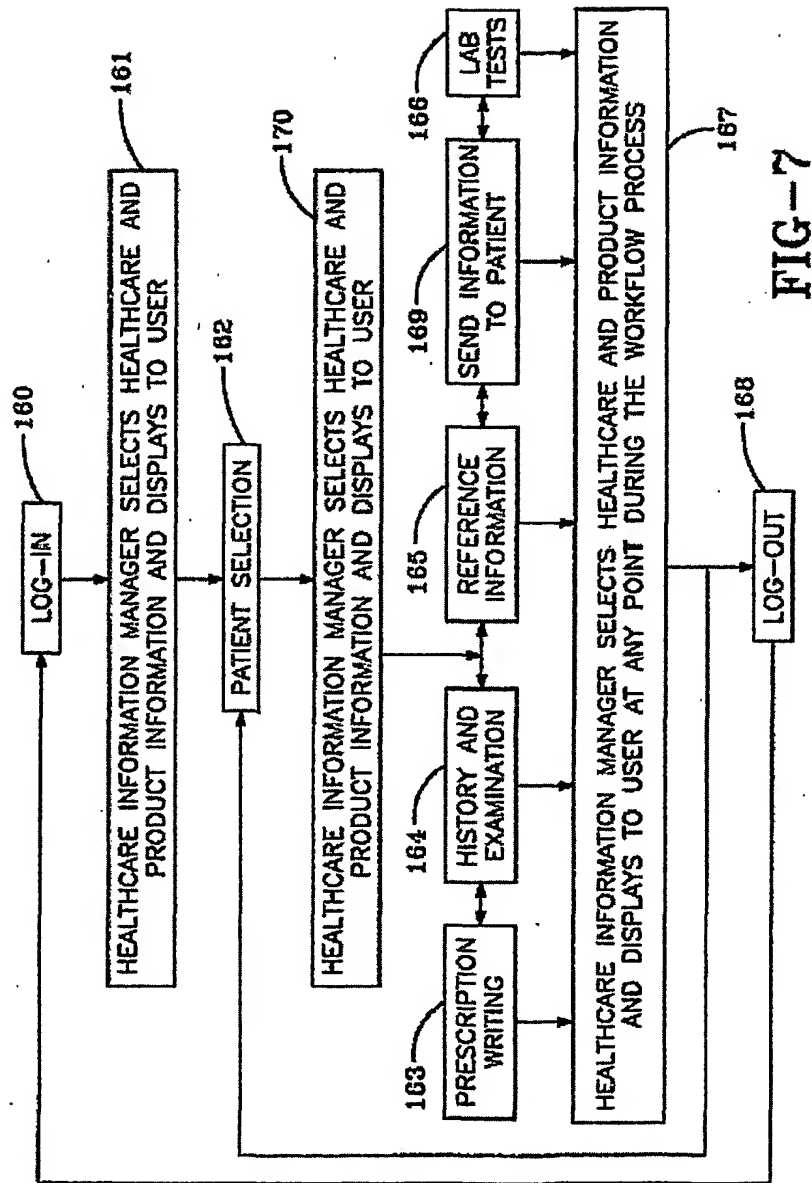 160
LOG-IN
161
HEALTHCARE INFORMATION MANAGER SELECTS HEALTHCARE AND
PRODUCT INFORMATION AND DISPLAYS TO USER
162
PATIENT SELECTION
170
HEALTHCARE INFORMATION MANAGER SELECTS HEALTHCARE AND
PRODUCT INFORMATION AND DISPLAYS TO USER
163
PRESCRIPTION
WRITING
164
HISTORY AND
EXAMINATION
165
REFERENCE
INFORMATION
169
SEND INFORMATION
TO PATIENT
166
LAB
TESTS
HEALTHCARE INFORMATION MANAGER SELECTS HEALTHCARE AND PRODUCT INFORMATION
AND DISPLAYS TO USER AT ANY POINT DURING THE WORKFLOW PROCESS
167
168
LOG-OUT
FIG-7